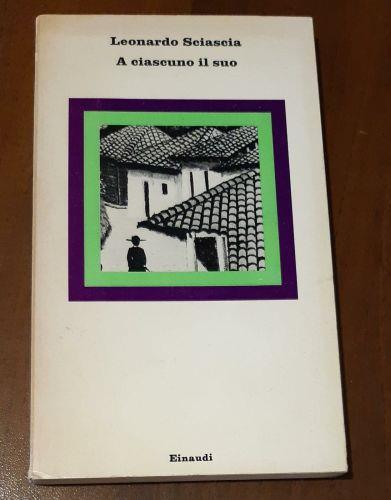 Leonardo Sciascia
A ciascuno il suo
Einaudi